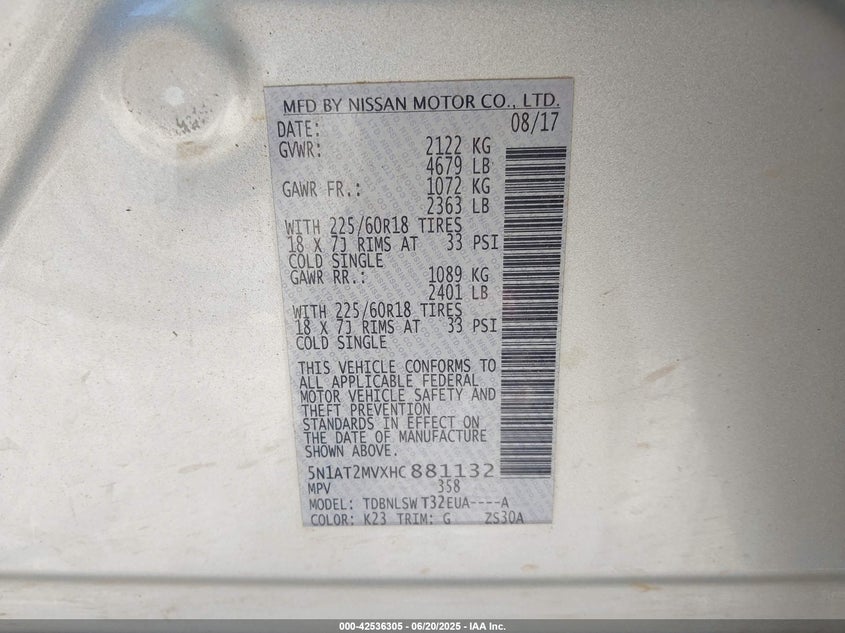 MFD BY NISSAN MOTOR CO., LTD.
DATE: 08/17
GVWR: 2122 KG
4679 LB
GAWR FR.: 1072 KG
2363 LB
WITH 225/60R18 TIRES
18 X 7J RIMS AT 33 PSI
COLD SINGLE
GAWR RR.: 1089 KG
2401 LB
WITH 225/60R18 TIRES
18 X 7J RIMS AT 33 PSI
COLD SINGLE
THIS VEHICLE CONFORMS TO
ALL APPLICABLE FEDERAL
MOTOR VEHICLE SAFETY AND
THEFT PREVENTION
STANDARDS IN EFFECT ON
THE DATE OF MANUFACTURE
SHOWN ABOVE.
5N1AT2MVXHC881132
MPV 358
MODEL: TDBNLSWT32EUA----A
COLOR: K23 TRIM: G ZS30A
000-42536305 - 06/20/2025 - IAA Inc.